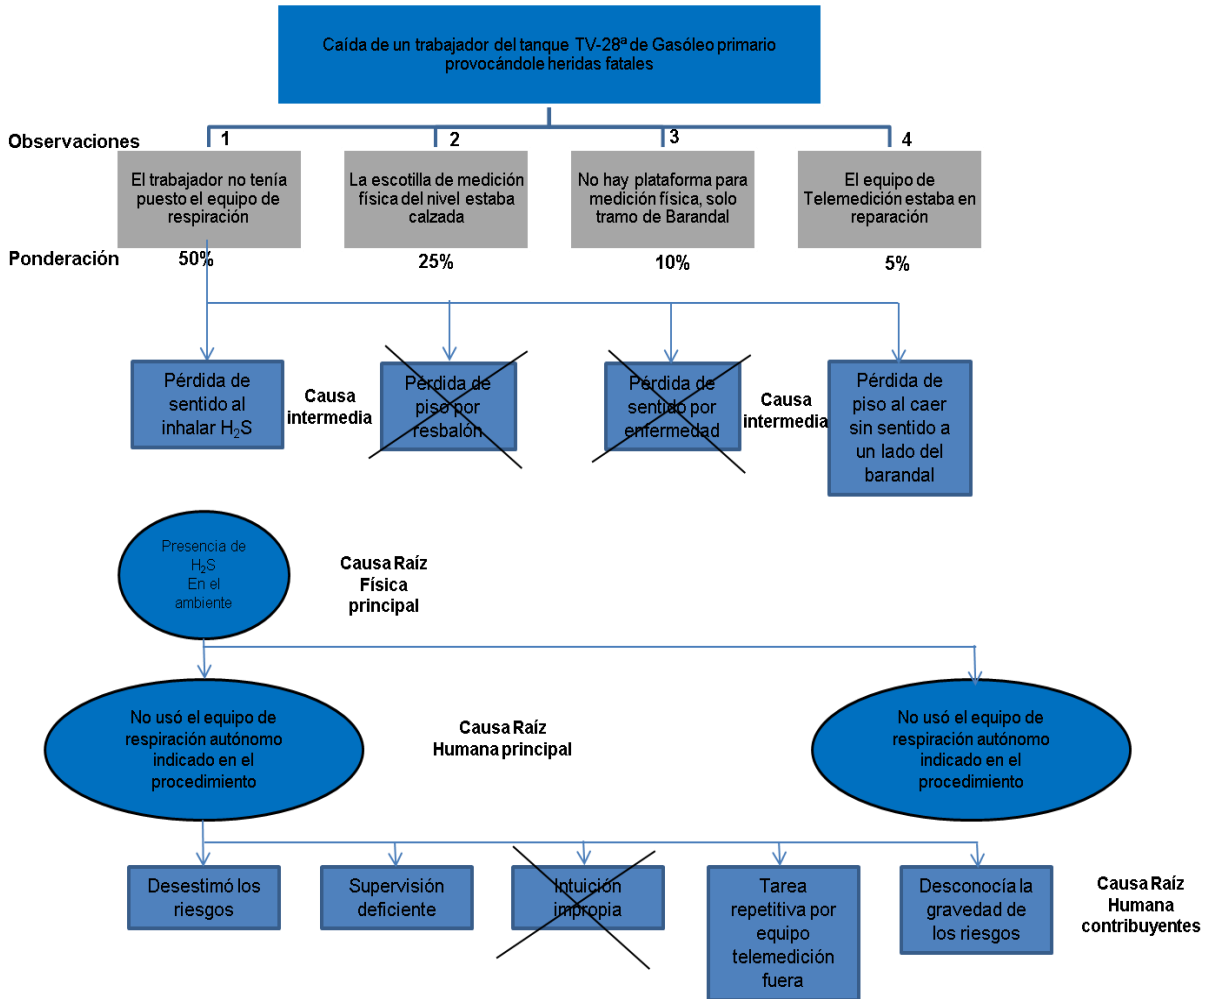 Caída de un trabajador del tanque TV-28ª de Gasóleo primario
provocándole heridas fatales
Observaciones
1
2
3
4
El trabajador no tenía
puesto el equipo de
respiración
La escotilla de medición
física del nivel estaba
calzada
No hay plataforma para
medición física, solo
tramo de Barandal
El equipo de
Telemedición estaba en
reparación
Ponderación
50%
25%
10%
5%
Pérdida de
sentido al
inhalar H₂S
Causa
intermedia
Pérdida de
piso por
resbalón
Pérdida de
sentido por
enfermedad
Causa
intermedia
Pérdida de
piso al caer
sin sentido a
un lado del
barandal
Presencia de
H₂S
En el
ambiente
Causa Raíz
Física
principal
No usó el equipo de
respiración autónomo
indicado en el
procedimiento
Causa Raíz
Humana principal
No usó el equipo de
respiración autónomo
indicado en el
procedimiento
Desestimó los
riesgos
Supervisión
deficiente
Intuición
impropia
Tarea
repetitiva por
equipo
telemedición
fuera
Desconocía la
gravedad de
los riesgos
Causa Raíz
Humana
contribuyentes